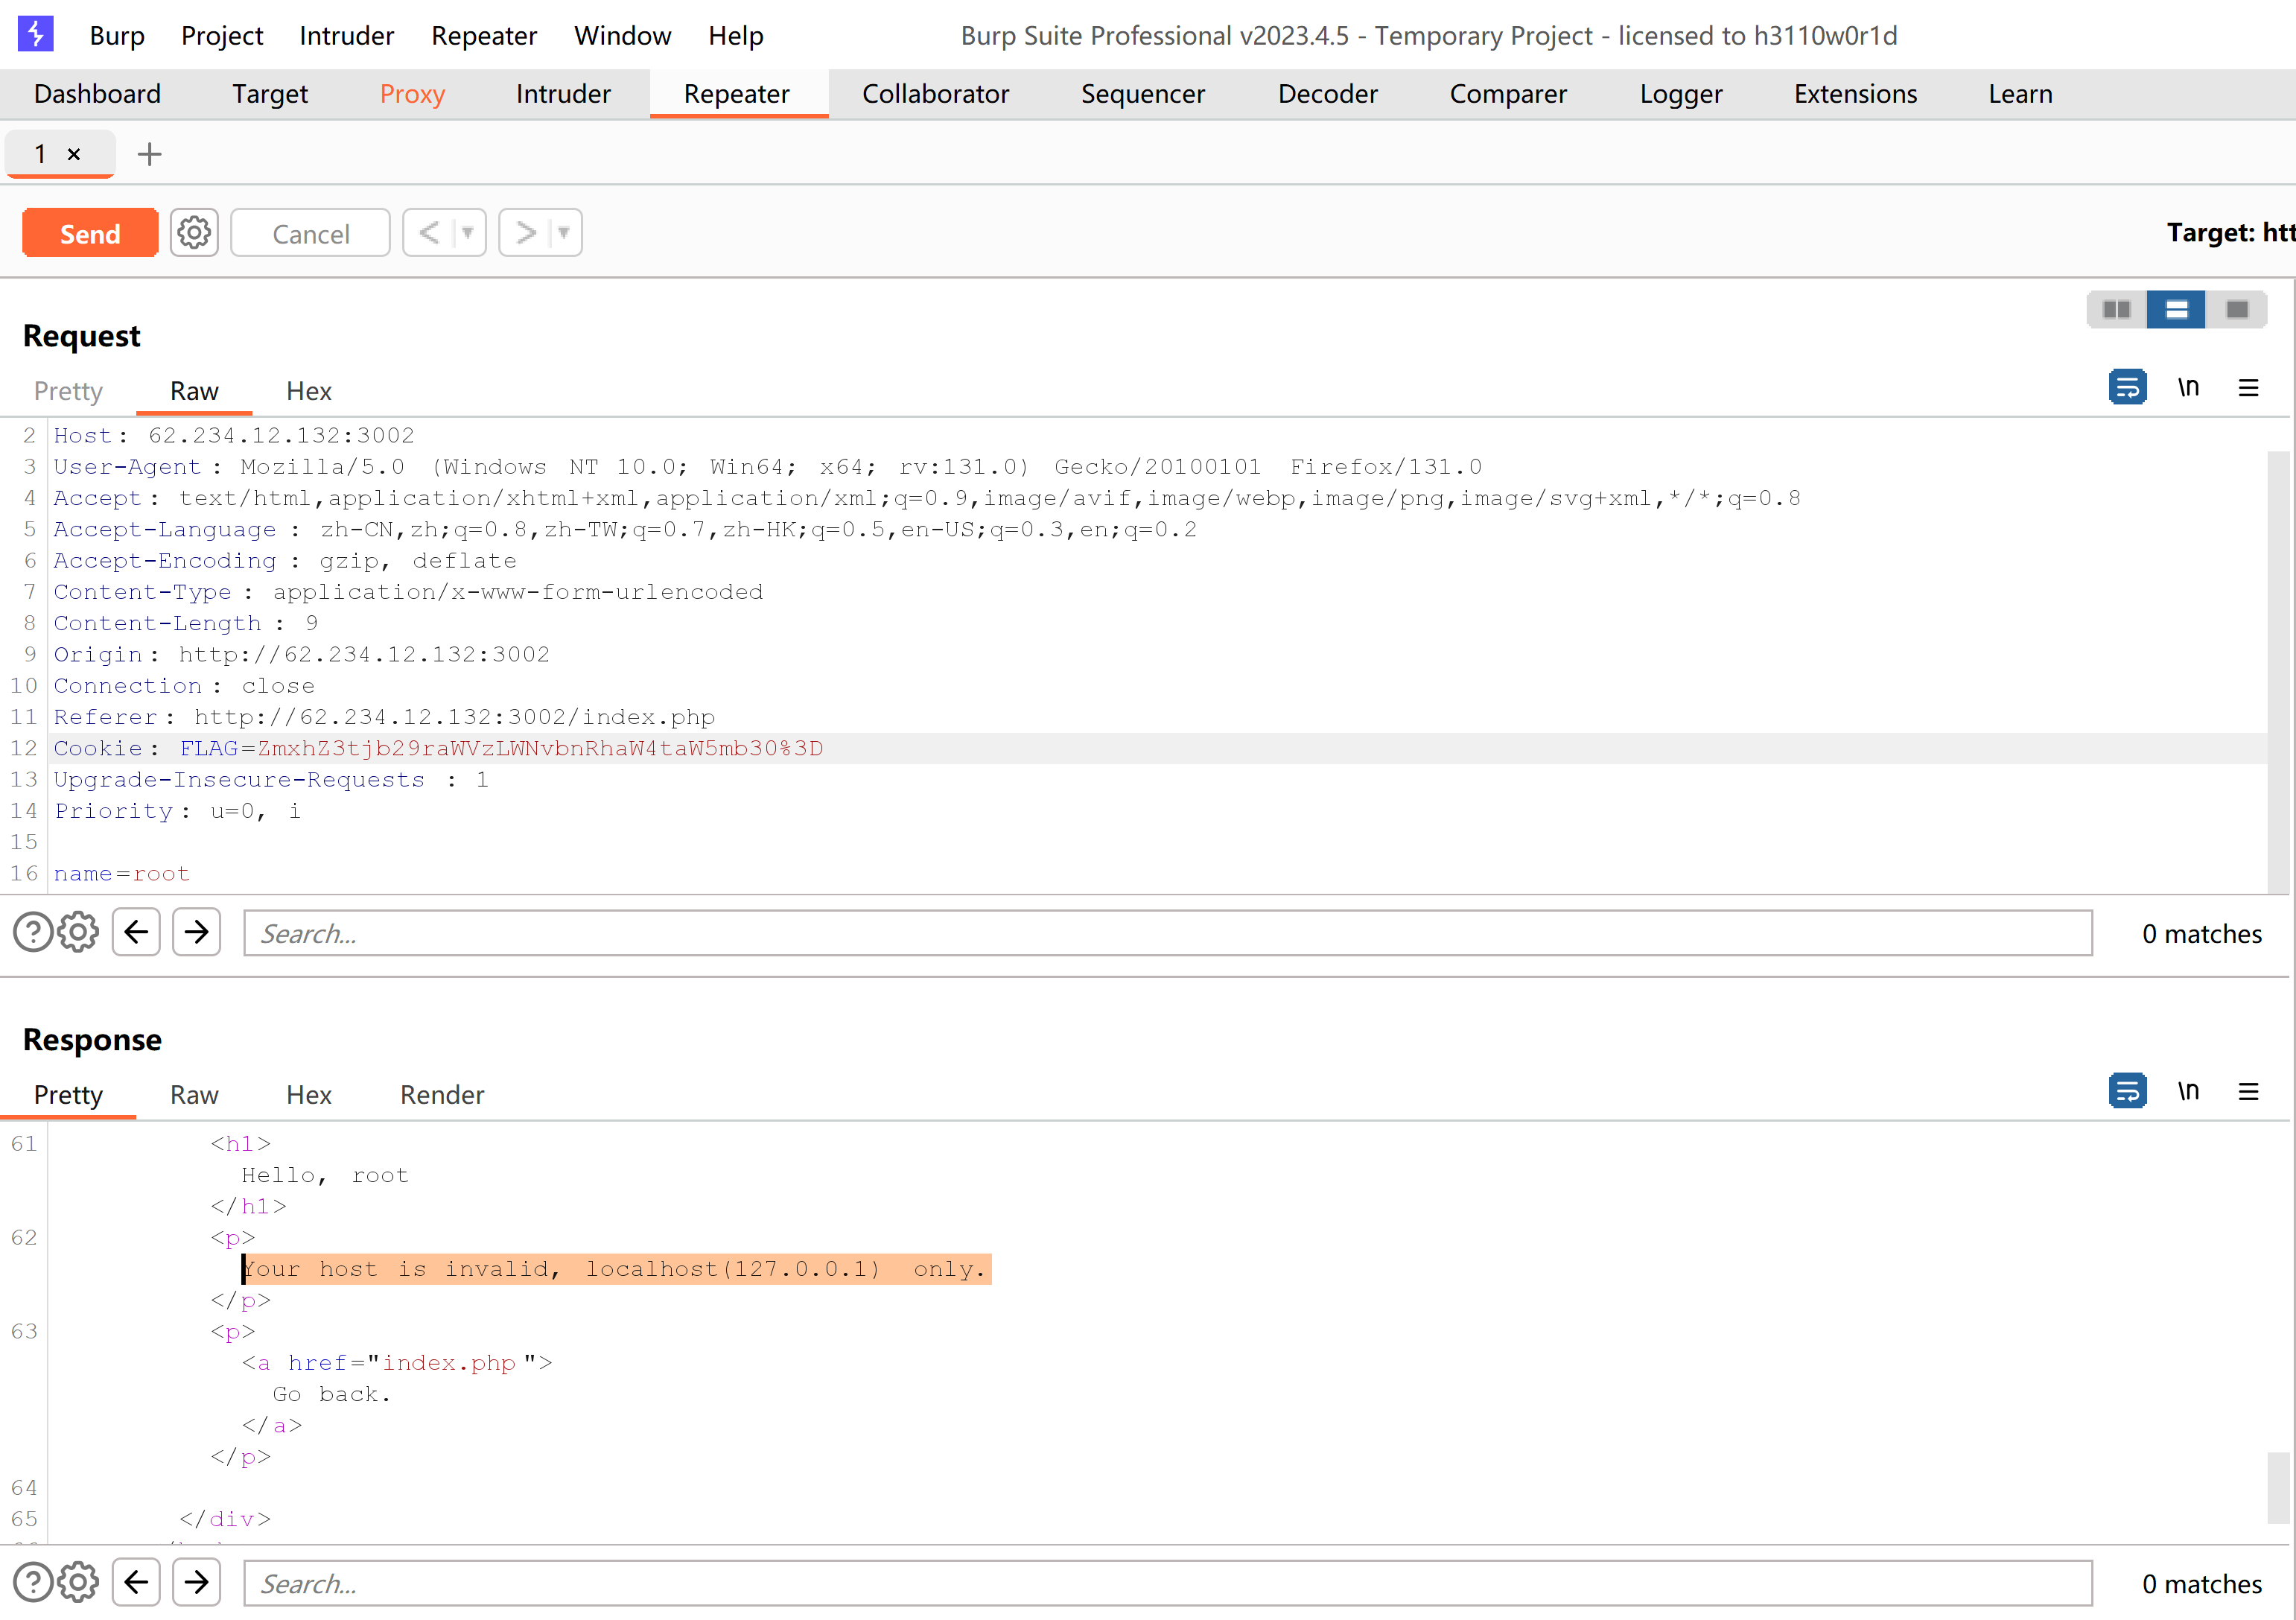 Burp Project Intruder Repeater Window Help Burp Suite Professional v2023.4.5 - Temporary Project - licensed to h3110w0r1d
Dashboard Target Proxy Intruder Repeater Collaborator Sequencer Decoder Comparer Logger Extensions Learn
1 × +
Send Cancel < > Target: htt
Request
Pretty Raw Hex \n
2 Host: 62.234.12.132:3002
3 User-Agent: Mozilla/5.0 (Windows NT 10.0; Win64; x64; rv:131.0) Gecko/20100101 Firefox/131.0
4 Accept: text/html,application/xhtml+xml,application/xml;q=0.9,image/avif,image/webp,image/png,image/svg+xml,*/*;q=0.8
5 Accept-Language: zh-CN,zh;q=0.8,zh-TW;q=0.7,zh-HK;q=0.5,en-US;q=0.3,en;q=0.2
6 Accept-Encoding: gzip, deflate
7 Content-Type: application/x-www-form-urlencoded
8 Content-Length: 9
9 Origin: http://62.234.12.132:3002
10 Connection: close
11 Referer: http://62.234.12.132:3002/index.php
12 Cookie: FLAG=ZmxhZ3tjb29raWVzLWNvbnRhaW4taW5mb30%3D
13 Upgrade-Insecure-Requests: 1
14 Priority: u=0, i
15
16 name=root
Search... 0 matches
Response
Pretty Raw Hex Render \n
61 <h1>
Hello, root
</h1>
62 <p>
Your host is invalid, localhost(127.0.0.1) only.
</p>
63 <p>
<a href="index.php">
Go back.
</a>
</p>
64
65 </div>
Search... 0 matches